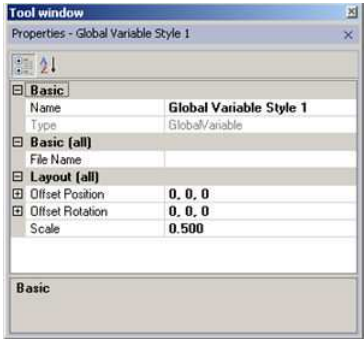 Tool window
Properties - Global Variable Style 1
Basic
Name Global Variable Style 1
Type GlobalVariable
Basic (all)
File Name
Layout (all)
Offset Position 0, 0, 0
Offset Rotation 0, 0, 0
Scale 0.500
Basic